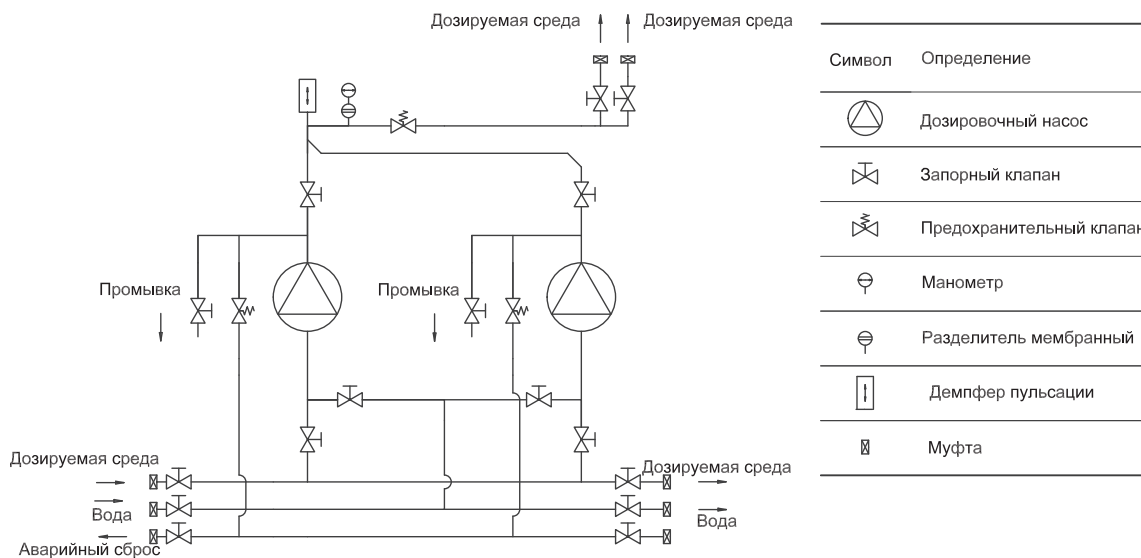 Дозируемая среда Дозируемая среда
Промывка Промывка
Дозируемая среда Дозируемая среда
Вода Вода
Аварийный сброс
Символ Определение
Дозировочный насос
Запорный клапан
Предохранительный клапан
Манометр
Разделитель мембранный
Демпфер пульсации
Муфта